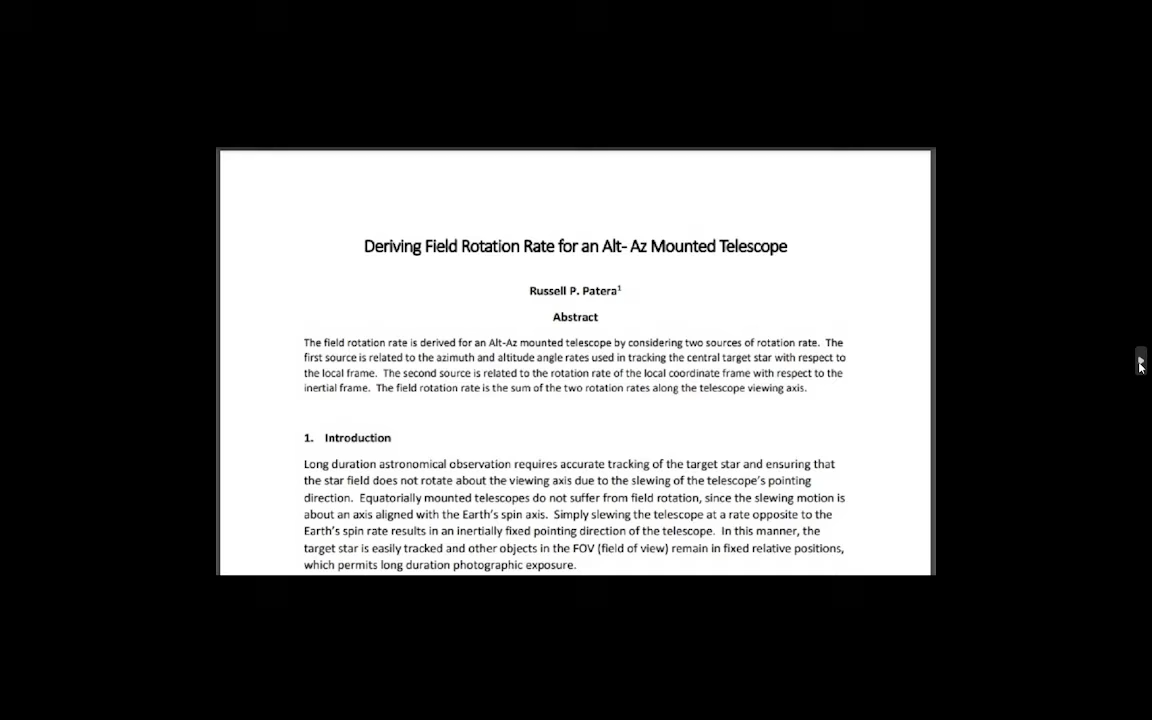 Deriving Field Rotation Rate for an Alt- Az Mounted Telescope
Russell P. Patera¹
Abstract
The field rotation rate is derived for an Alt-Az mounted telescope by considering two sources of rotation rate. The
first source is related to the azimuth and altitude angle rates used in tracking the central target star with respect to
the local frame. The second source is related to the rotation rate of the local coordinate frame with respect to the
inertial frame. The field rotation rate is the sum of the two rotation rates along the telescope viewing axis.
1. Introduction
Long duration astronomical observation requires accurate tracking of the target star and ensuring that
the star field does not rotate about the viewing axis due to the slewing of the telescope's pointing
direction. Equatorially mounted telescopes do not suffer from field rotation, since the slewing motion is
about an axis aligned with the Earth's spin axis. Simply slewing the telescope at a rate opposite to the
Earth's spin rate results in an inertially fixed pointing direction of the telescope. In this manner, the
target star is easily tracked and other objects in the FOV (field of view) remain in fixed relative positions,
which permits long duration photographic exposure.